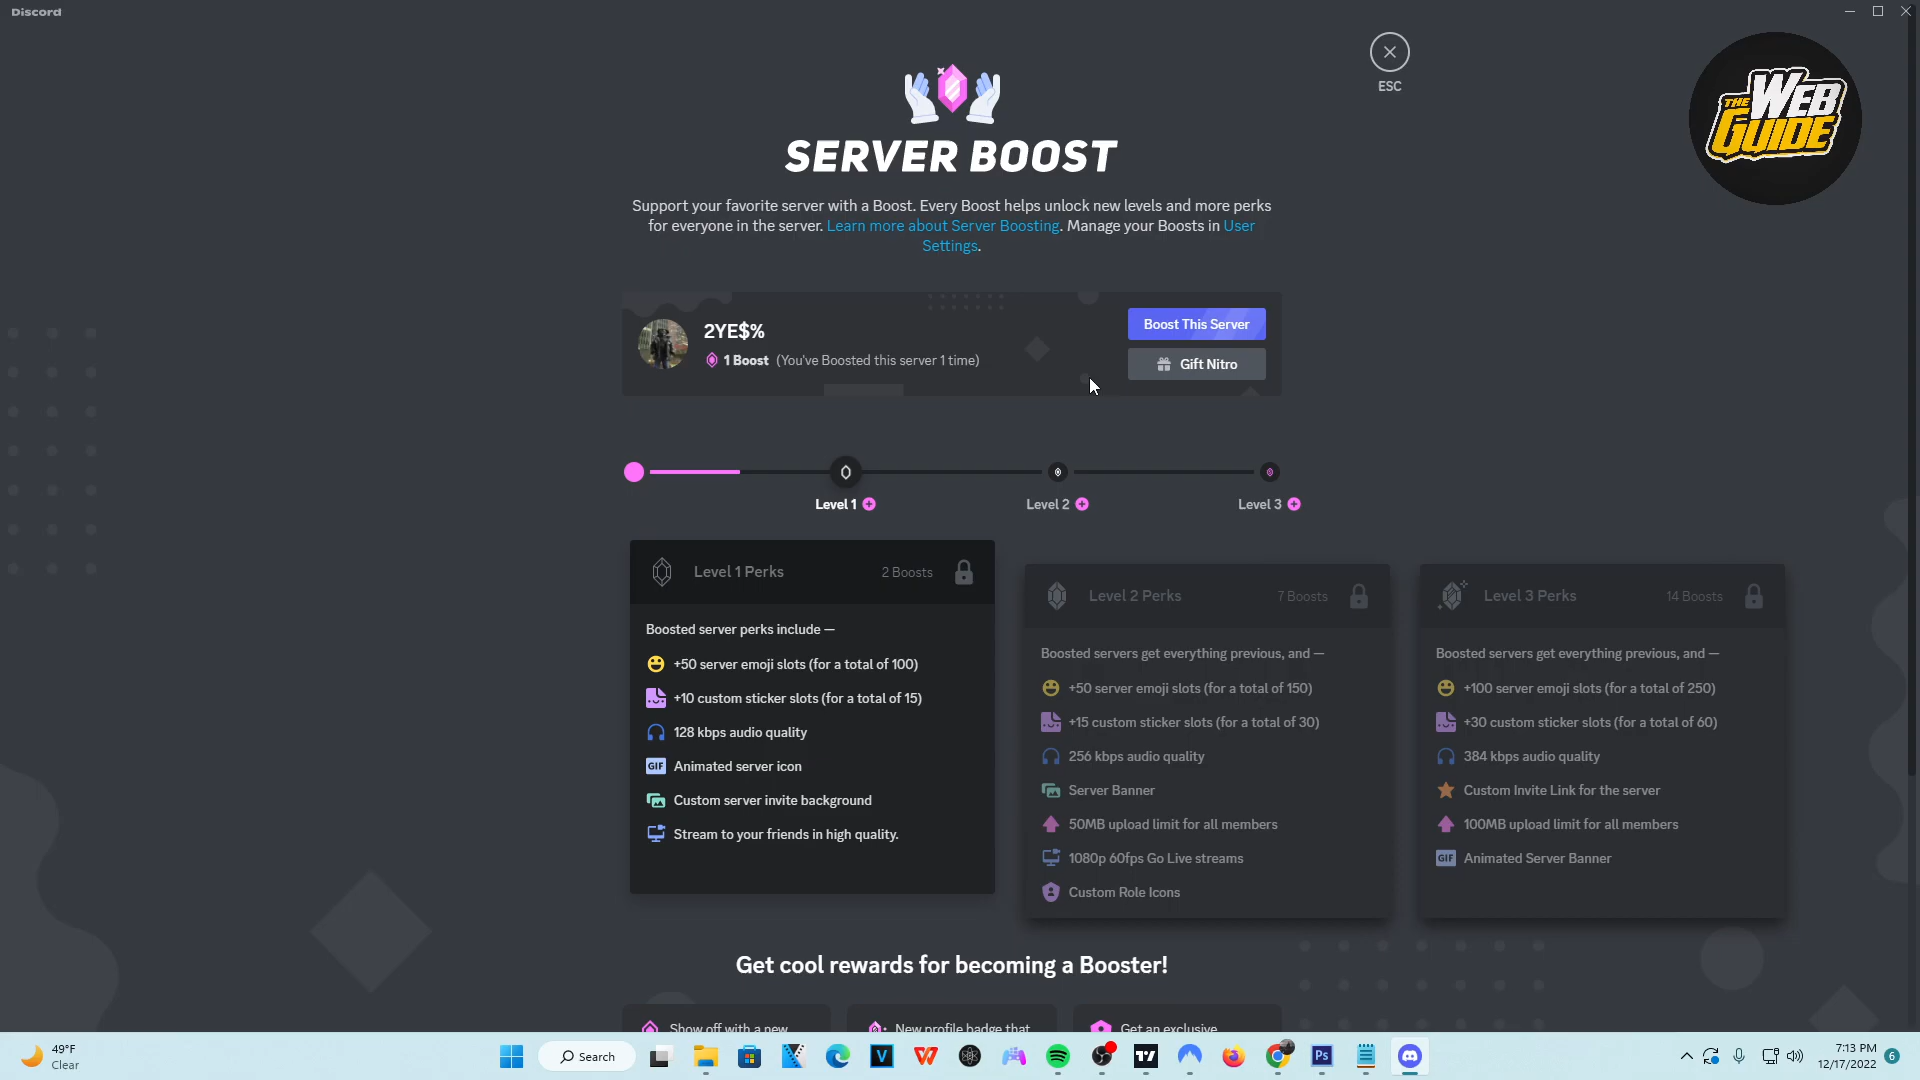 Discord
ESC
THE
WEB
GUIDE
SERVER BOOST
Support your favorite server with a Boost. Every Boost helps unlock new levels and more perks
for everyone in the server. Learn more about Server Boosting. Manage your Boosts in User
Settings.
2YE$%
1 Boost (You've Boosted this server 1 time)
Boost This Server
Gift Nitro
Level 1
Level 2
Level 3
Level 1 Perks 2 Boosts
Boosted server perks include —
+50 server emoji slots (for a total of 100)
+10 custom sticker slots (for a total of 15)
128 kbps audio quality
GIF Animated server icon
Custom server invite background
Stream to your friends in high quality.
Level 2 Perks 7 Boosts
Boosted servers get everything previous, and —
+50 server emoji slots (for a total of 150)
+15 custom sticker slots (for a total of 30)
256 kbps audio quality
Server Banner
50MB upload limit for all members
1080p 60fps Go Live streams
Custom Role Icons
Level 3 Perks 14 Boosts
Boosted servers get everything previous, and —
+100 server emoji slots (for a total of 250)
+30 custom sticker slots (for a total of 60)
384 kbps audio quality
Custom Invite Link for the server
100MB upload limit for all members
GIF Animated Server Banner
Get cool rewards for becoming a Booster!
Show off with a new
New profile badge that
Get an exclusive
49°F
Clear
Search
V
Ps
7:13 PM
12/17/2022
6